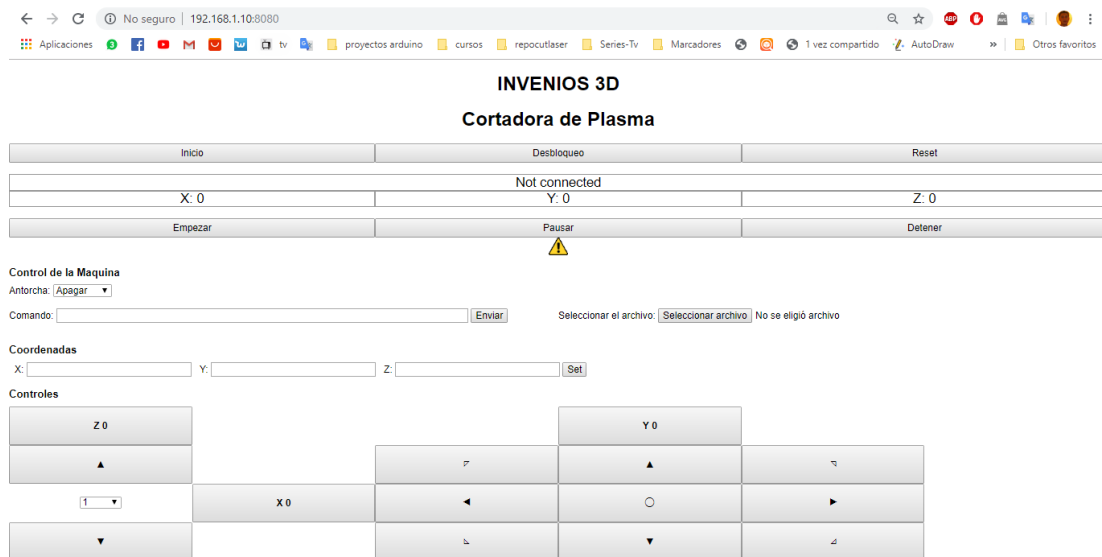 No seguro 192.168.1.10:8080
Aplicaciones tv proyectos arduino cursos repocutlaser Series-Tv Marcadores 1 vez compartido AutoDraw » Otros favoritos
INVENIOS 3D
Cortadora de Plasma
Inicio Desbloqueo Reset
Not connected
X: 0 Y: 0 Z: 0
Empezar Pausar Detener
Control de la Maquina
Antorcha: Apagar
Comando: Enviar Seleccionar el archivo: Seleccionar archivo No se eligió archivo
Coordenadas
X: Y: Z: Set
Controles
Z 0 Y 0
1 X 0